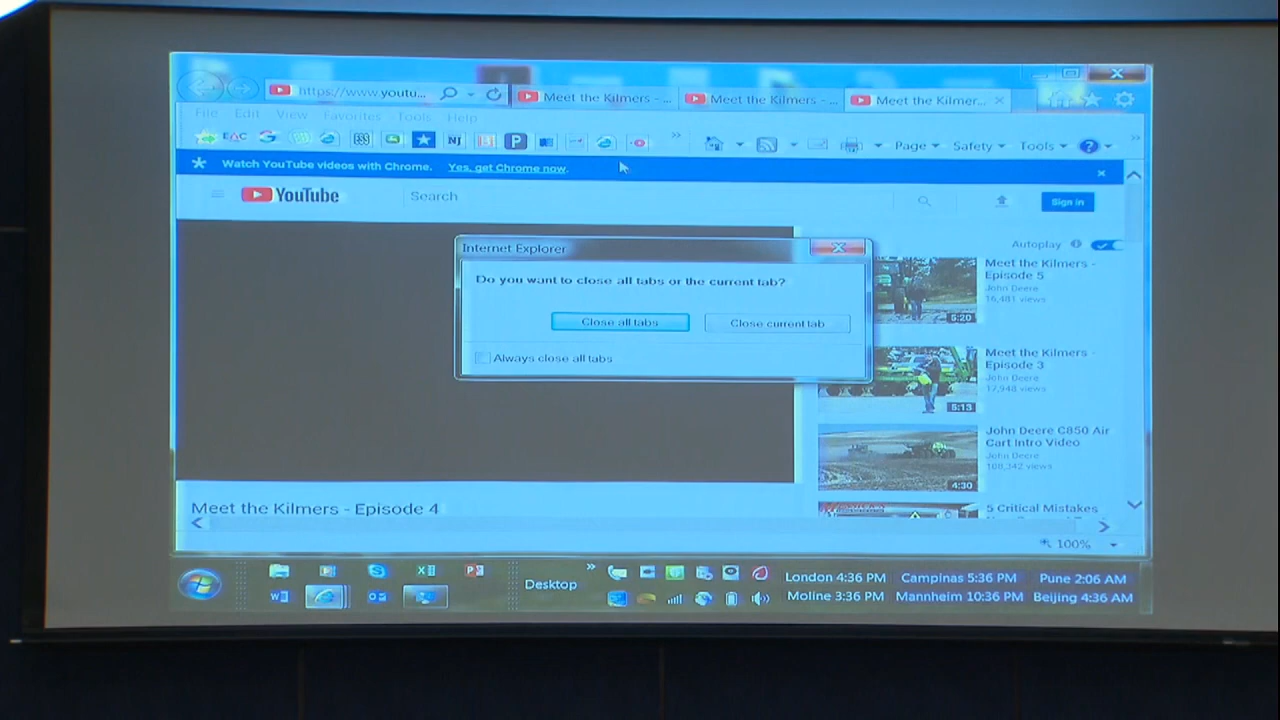 https://www.youtu...
Meet the Kilmers - ...
Meet the Kilmers - ...
Meet the Kilmer...
File Edit View Favorites Tools Help
EAC
NJ
P
Page
Safety
Tools
Watch YouTube videos with Chrome. Yes, get Chrome now.
YouTube
Search
Sign in
Autoplay
Internet Explorer
Do you want to close all tabs or the current tab?
Close all tabs
Close current tab
Always close all tabs
Meet the Kilmers -
Episode 5
John Deere
16,481 views
5:20
Meet the Kilmers -
Episode 3
John Deere
17,948 views
5:13
John Deere C850 Air
Cart Intro Video
John Deere
108,342 views
4:30
5 Critical Mistakes
Meet the Kilmers - Episode 4
100%
Desktop
London 4:36 PM Campinas 5:36 PM Pune 2:06 AM
Moline 3:36 PM Mannheim 10:36 PM Beijing 4:36 AM